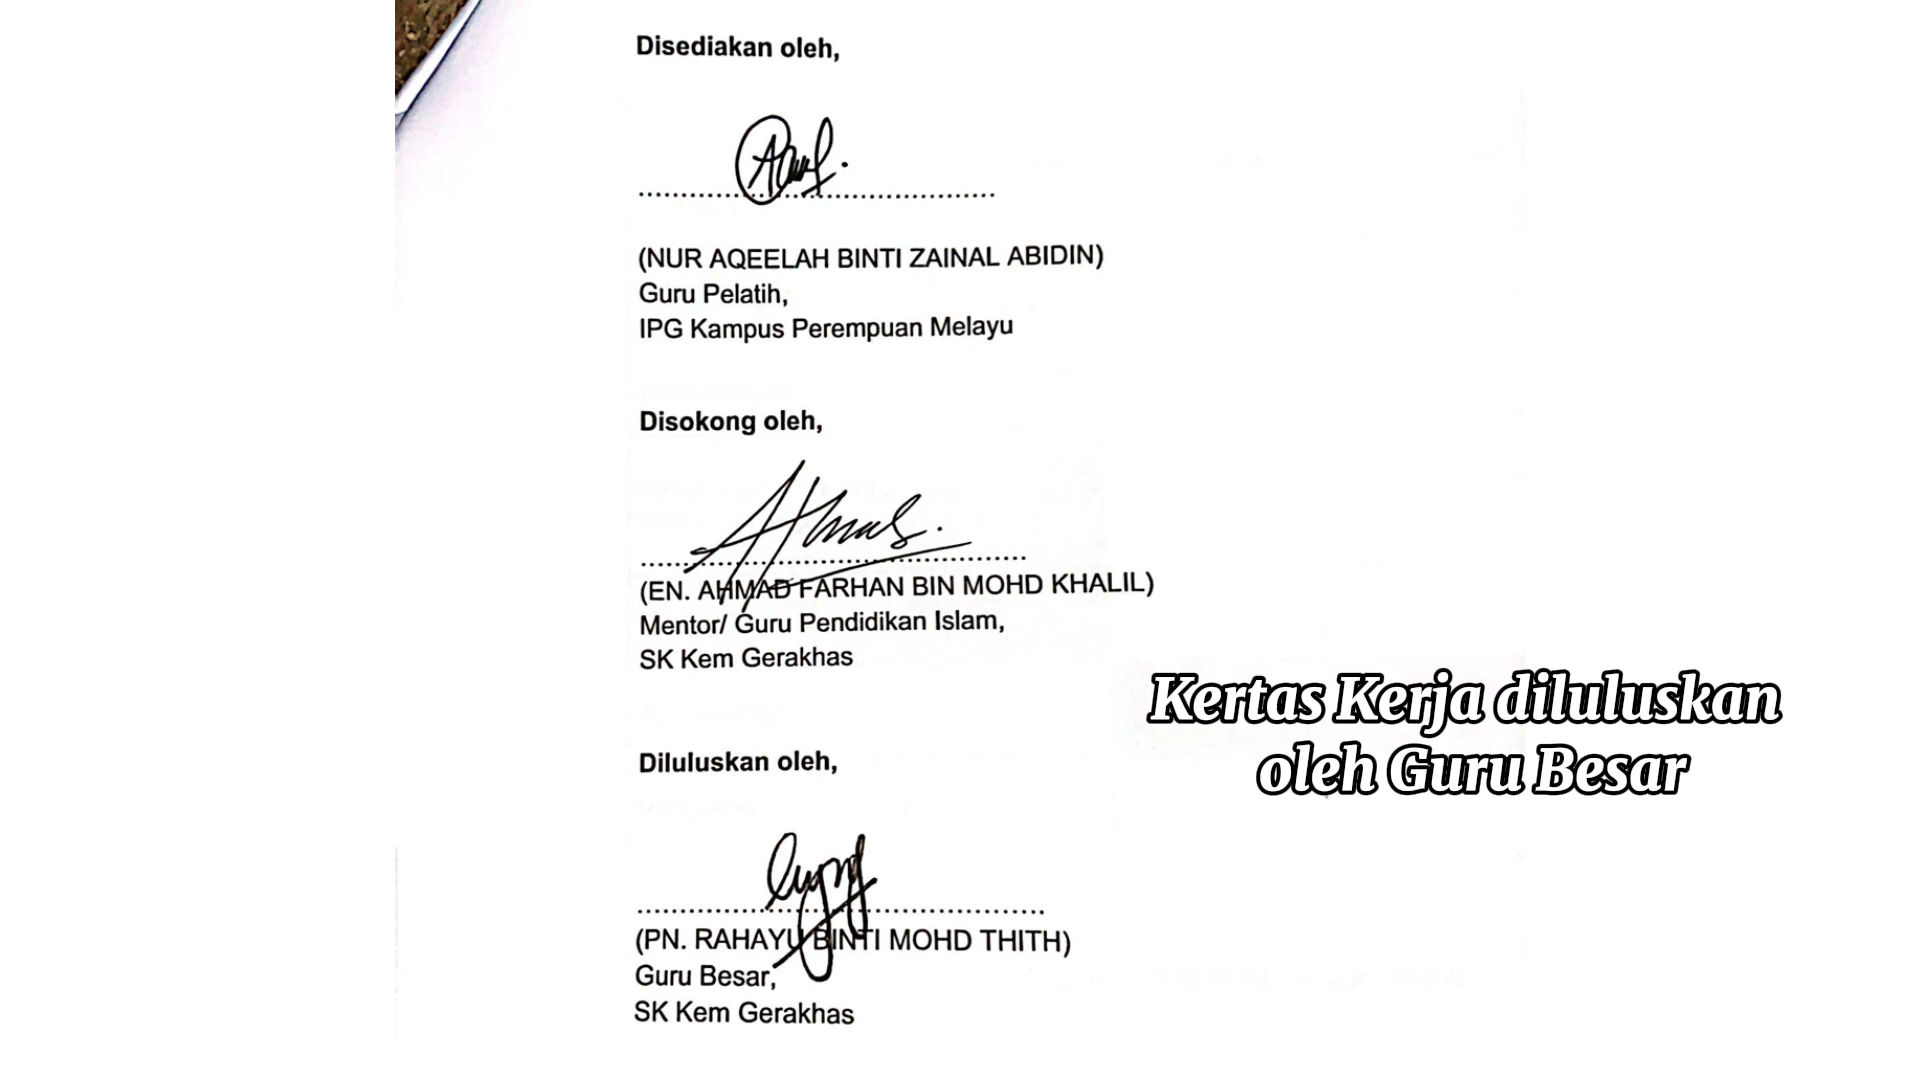 Disediakan oleh,
(NUR AQEELAH BINTI ZAINAL ABIDIN)
Guru Pelatih,
IPG Kampus Perempuan Melayu
Disokong oleh,
(EN. AHMAD FARHAN BIN MOHD KHALIL)
Mentor/ Guru Pendidikan Islam,
SK Kem Gerakhas
Kertas Kerja diluluskan
oleh Guru Besar
Diluluskan oleh,
(PN. RAHAYU BINTI MOHD THITH)
Guru Besar,
SK Kem Gerakhas